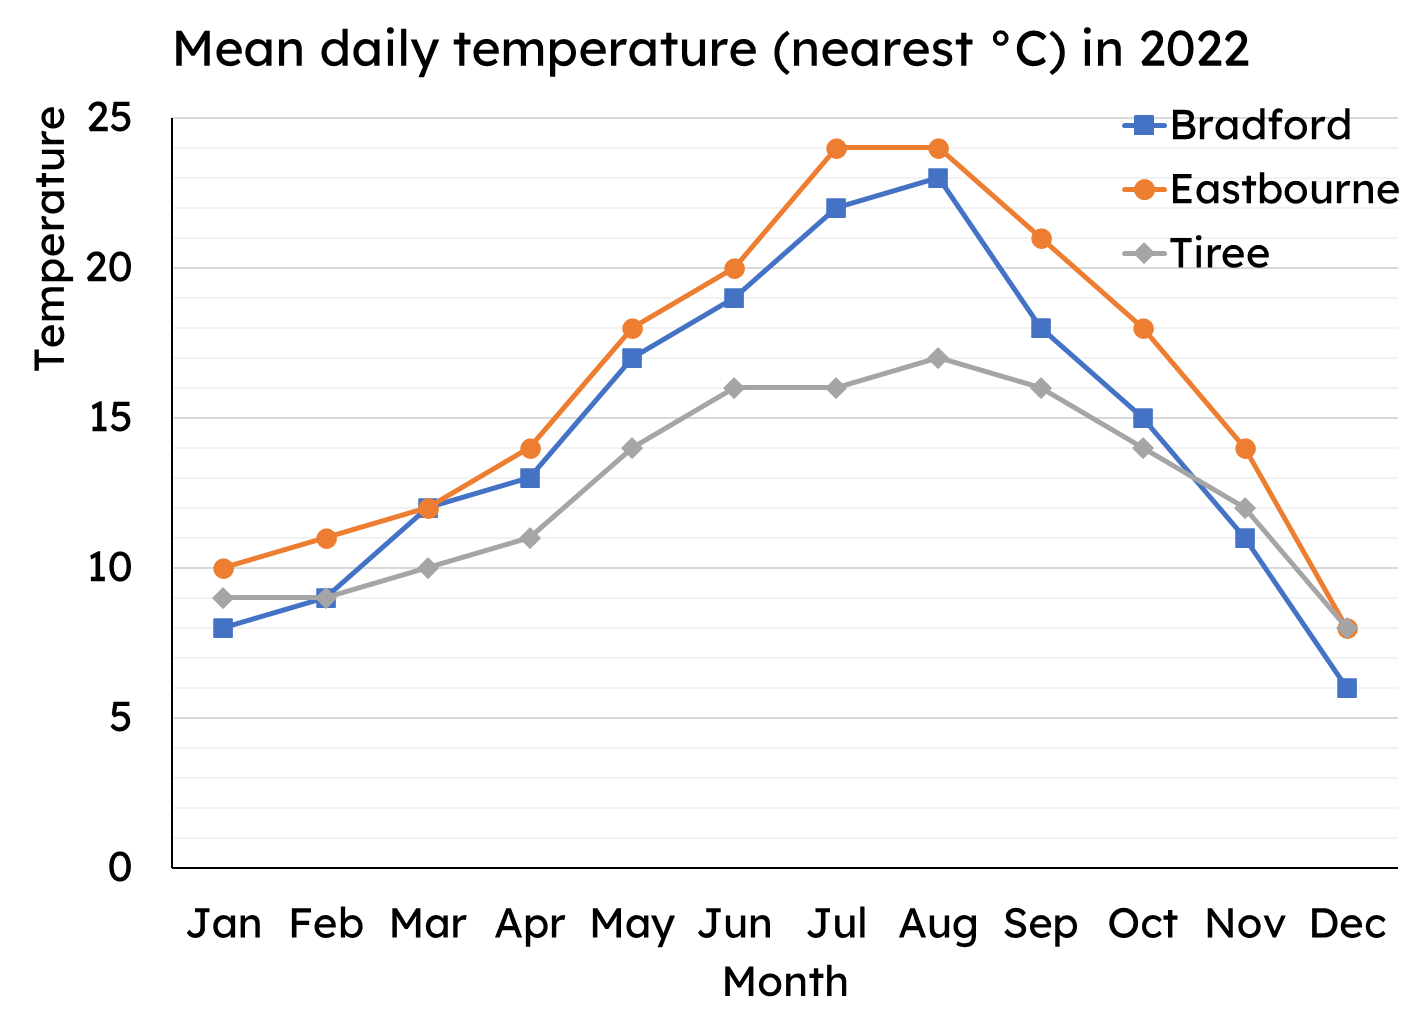 Mean daily temperature (nearest °C) in 2022
Temperature
25
20
15
10
5
0
Bradford
Eastbourne
Tiree
Jan Feb Mar Apr May Jun Jul Aug Sep Oct Nov Dec
Month